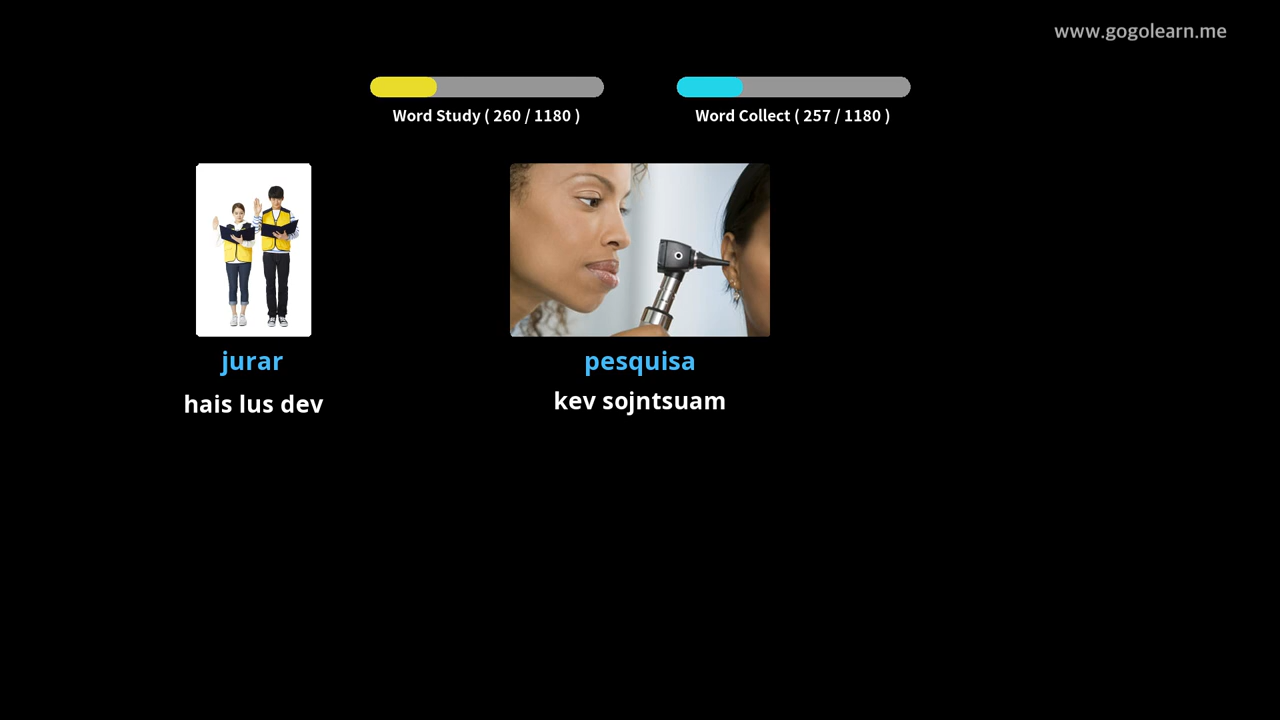 www.gogolearn.me
Word Study ( 260 / 1180 )
Word Collect ( 257 / 1180 )
jurar
hais lus dev
pesquisa
kev sojntsuam